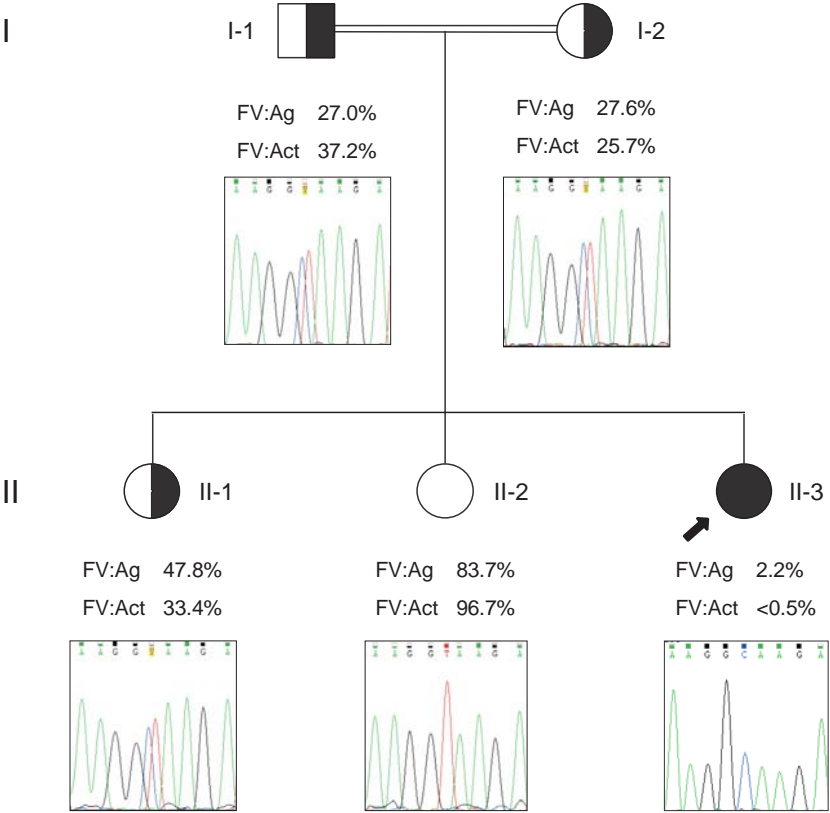 I
I-1
I-2
FV:Ag 27.0%
FV:Act 37.2%
FV:Ag 27.6%
FV:Act 25.7%
A A G G T A A G A
A A G G T A A G A
II
II-1
II-2
II-3
FV:Ag 47.8%
FV:Act 33.4%
FV:Ag 83.7%
FV:Act 96.7%
FV:Ag 2.2%
FV:Act <0.5%
A A G G T A A G A
A A G G T A A G A
A A G G C A A G A